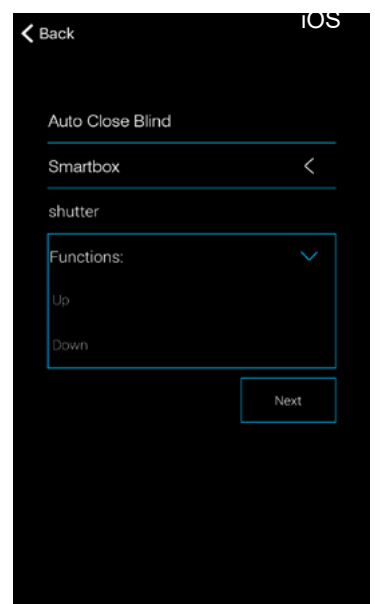 iOS
Back
Auto Close Blind
Smartbox
shutter
Functions:
Up
Down
Next